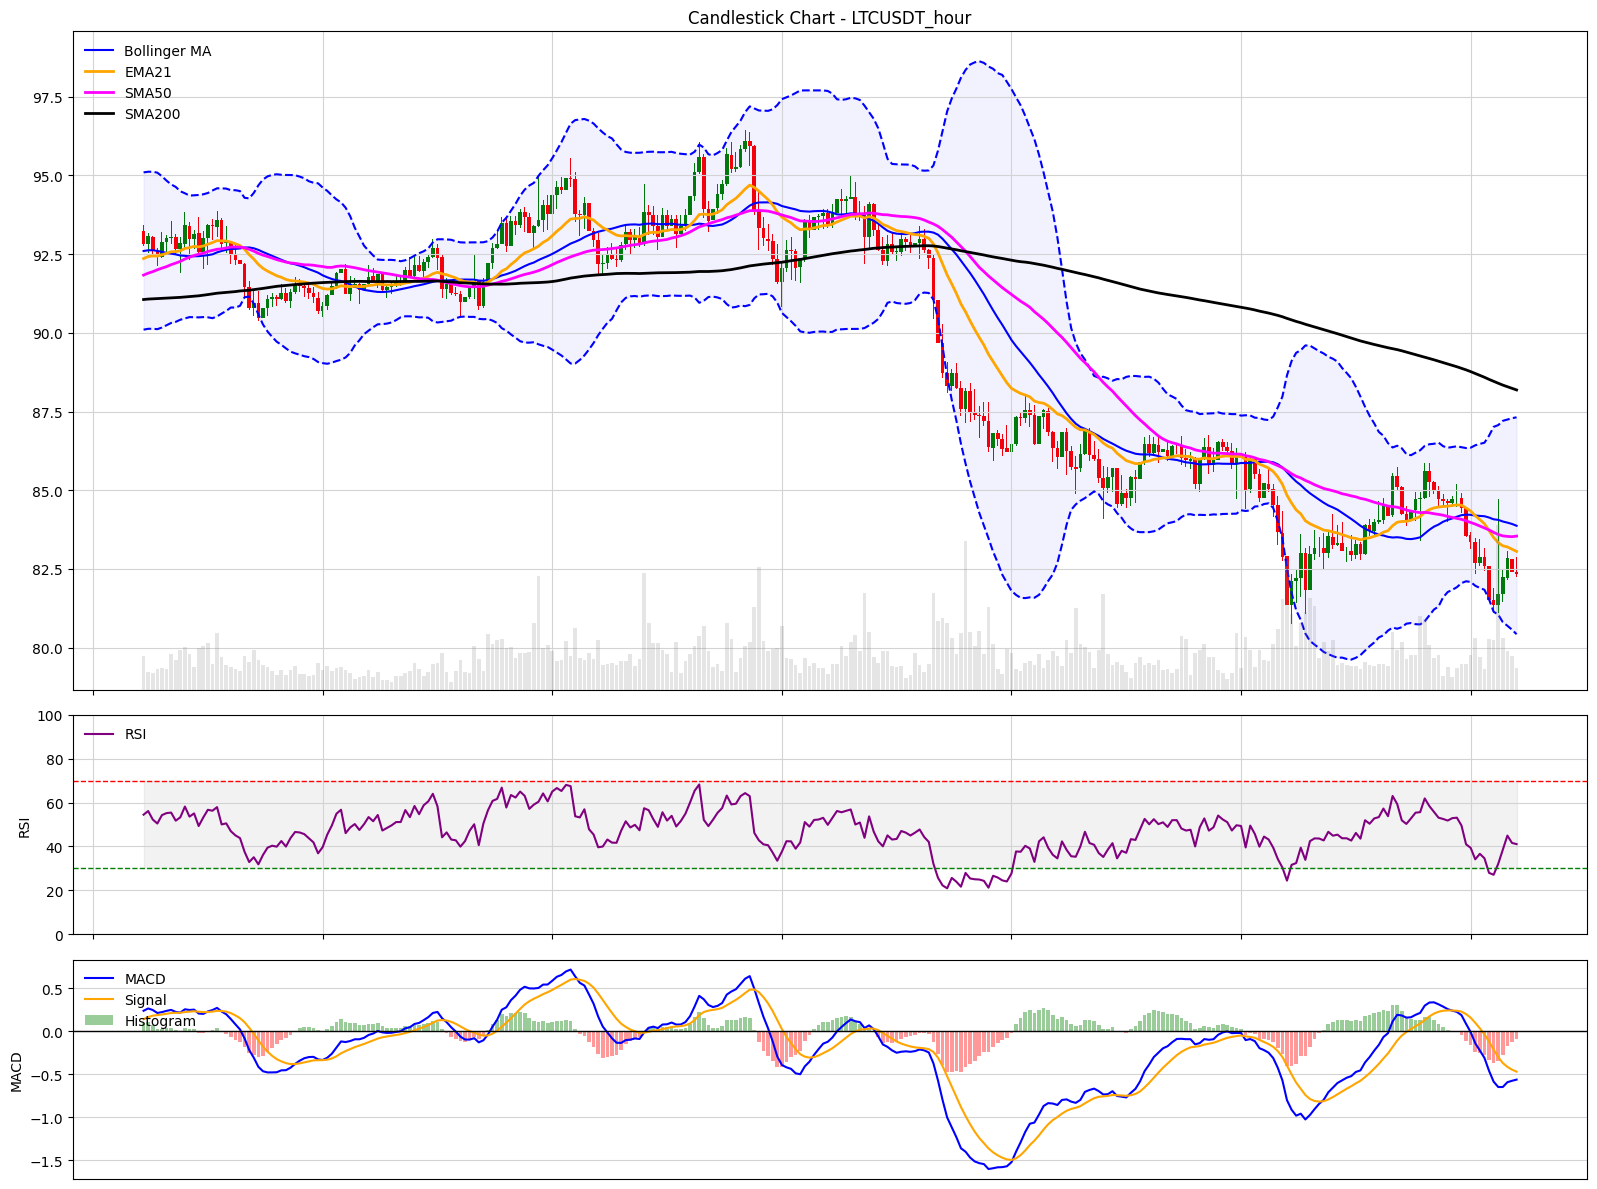 Candlestick Chart - LTCUSDT_hour
Bollinger MA
EMA21
SMA50
SMA200
97.5
95.0
92.5
90.0
87.5
85.0
82.5
80.0
RSI
100
80
60
40
20
0
RSI
MACD
Signal
Histogram
0.5
0.0
−0.5
−1.0
−1.5
MACD